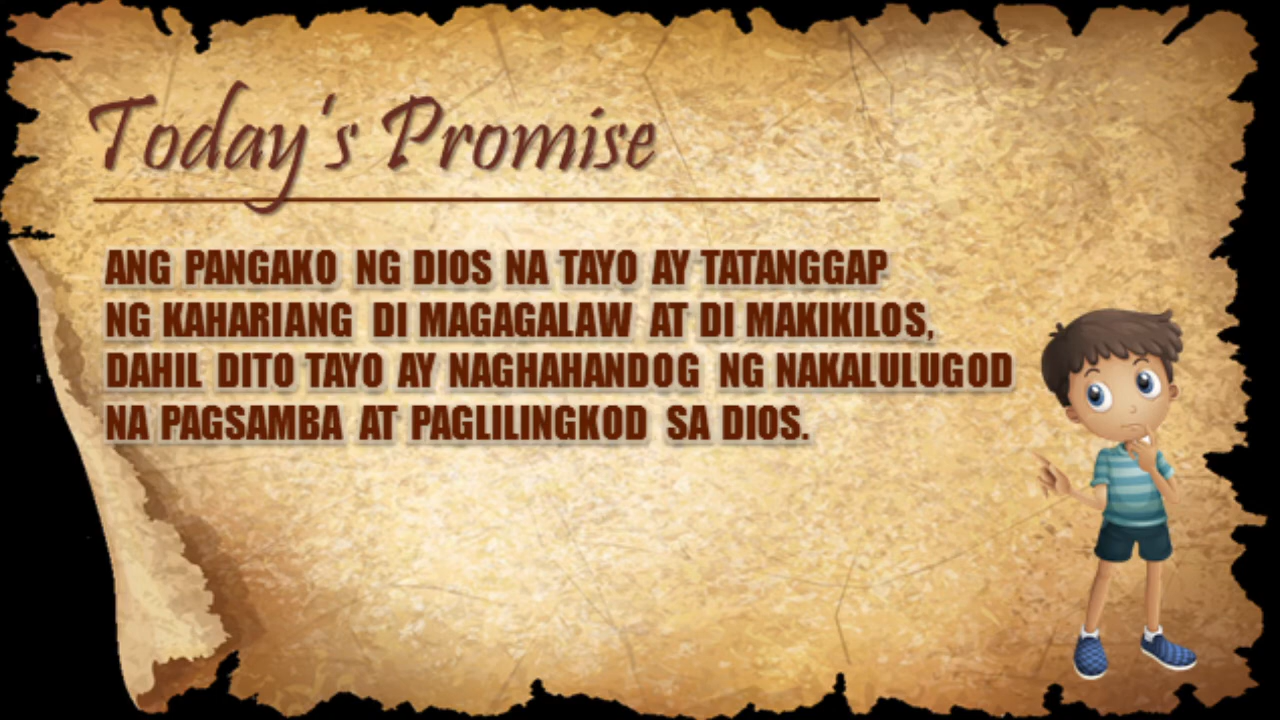 Today's Promise
ANG PANGAKO NG DIOS NA TAYO AY TATANGGAP
NG KAHARIANG DI MAGAGALAW AT DI MAKIKILOS,
DAHIL DITO TAYO AY NAGHAHANDOG NG NAKALULUGOD
NA PAGSAMBA AT PAGLILINGKOD SA DIOS.